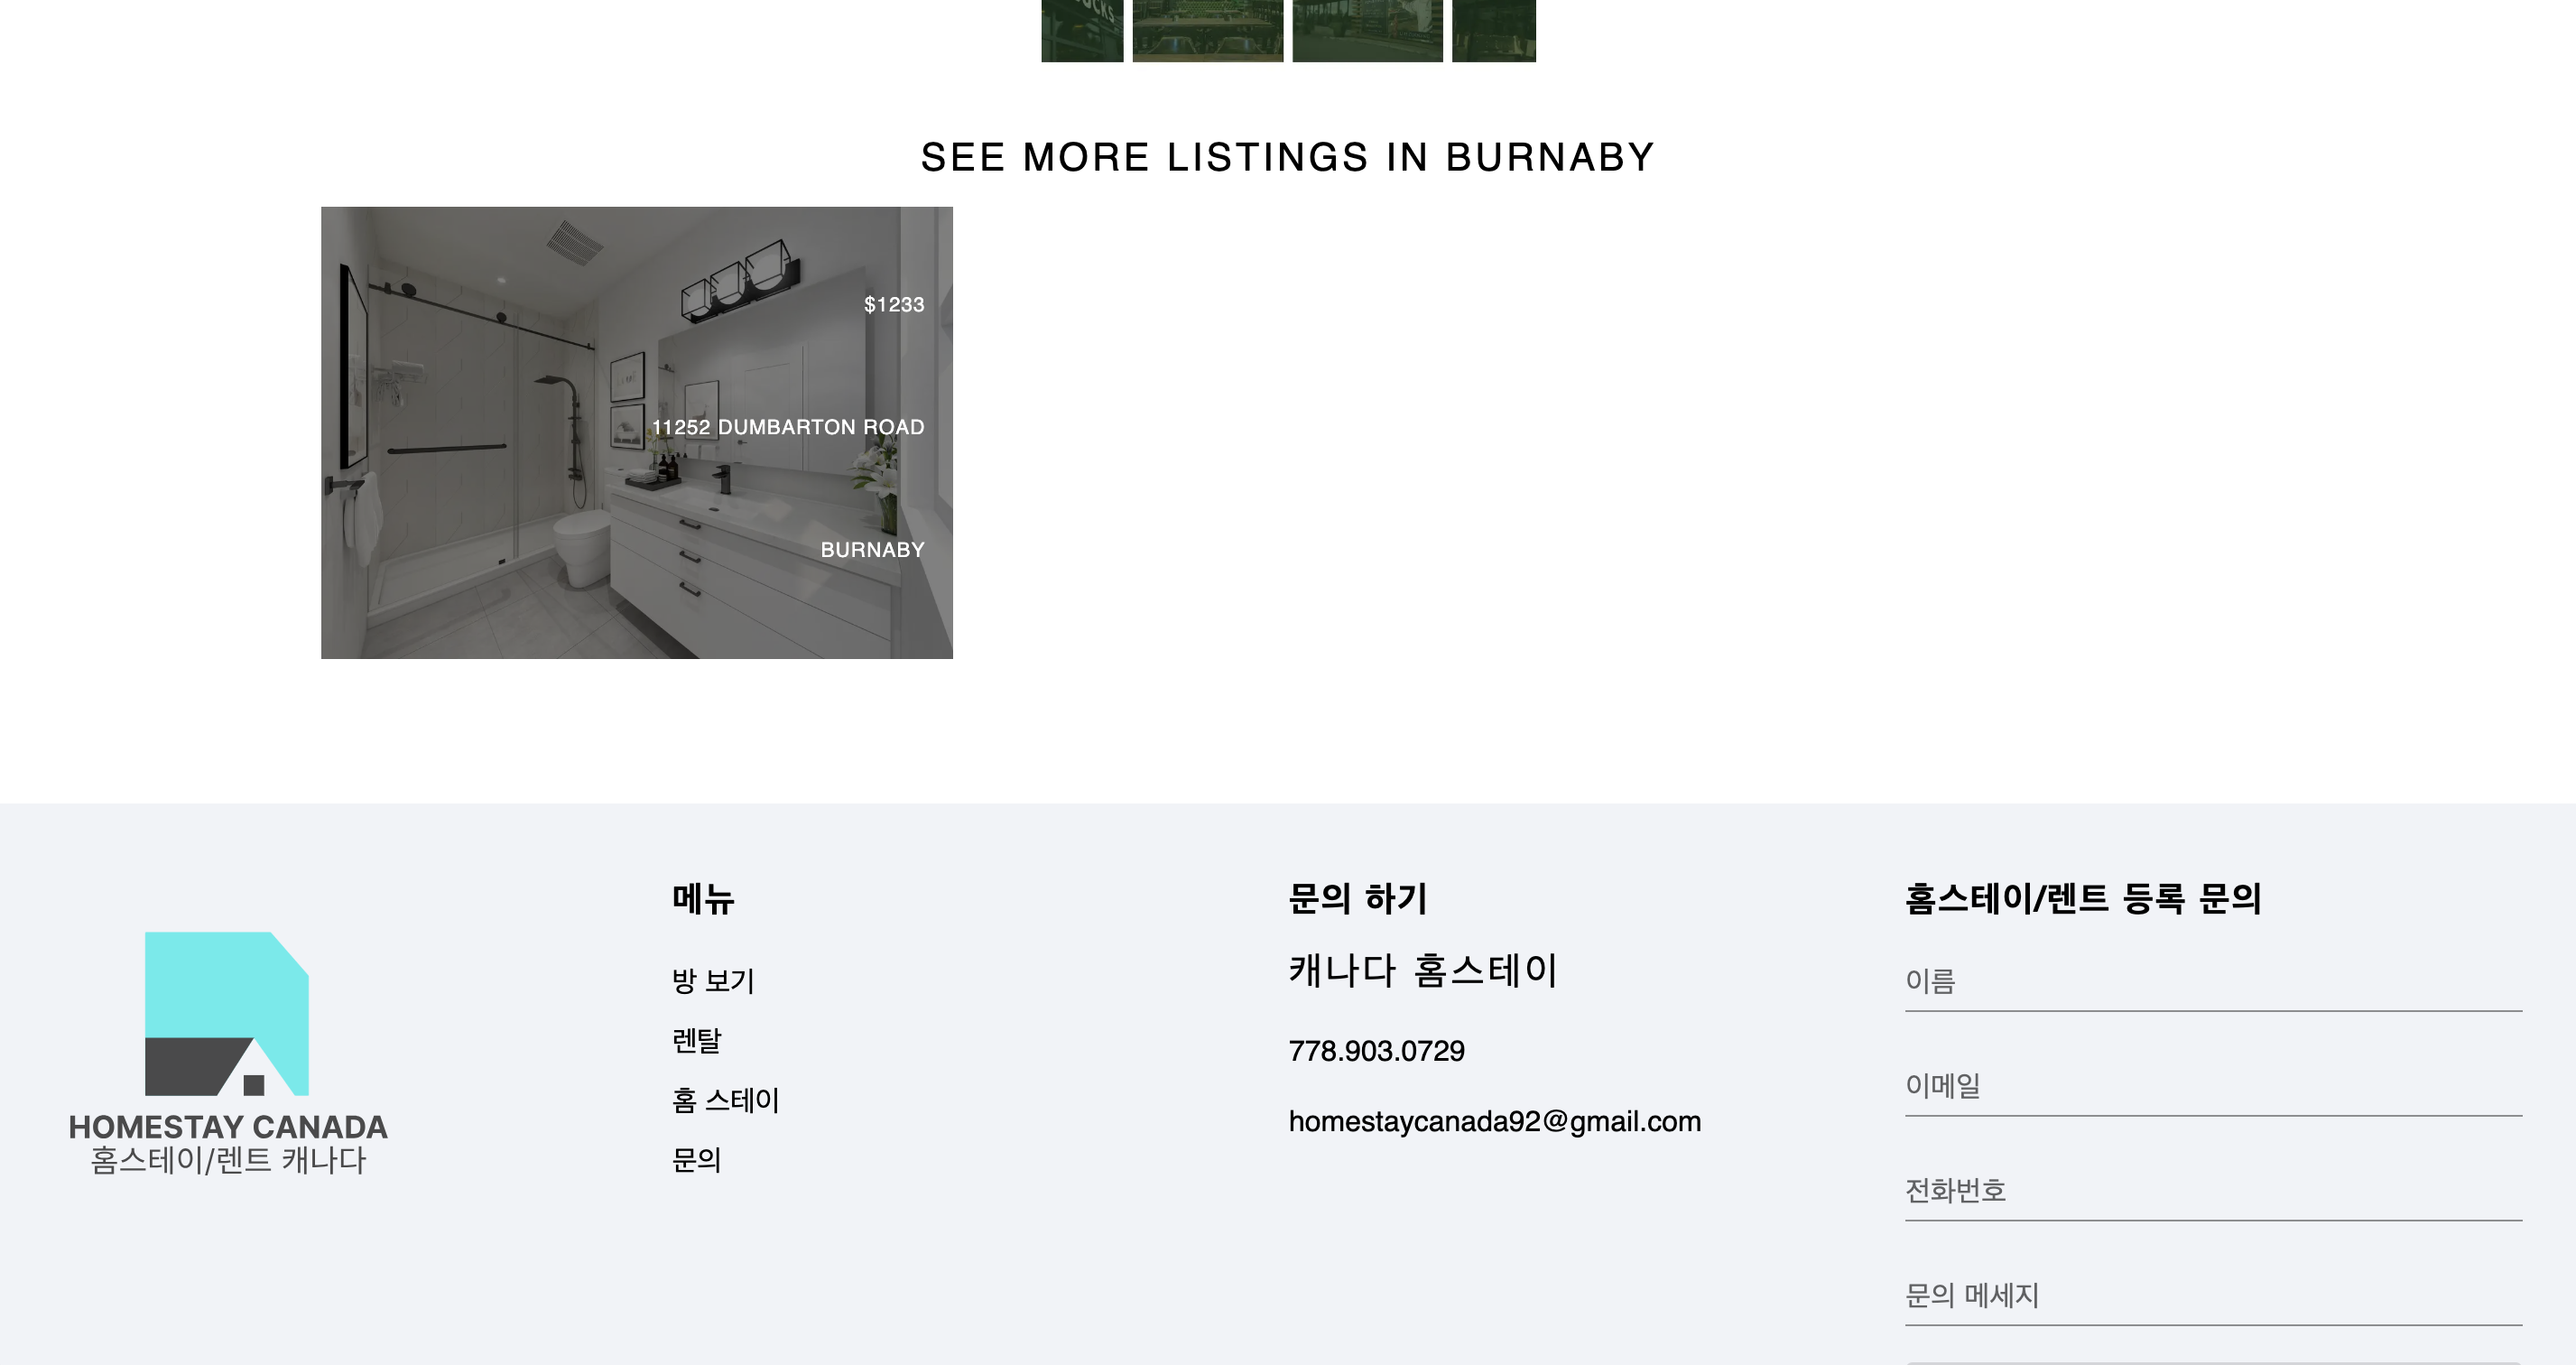 SEE MORE LISTINGS IN BURNABY
$1233
11252 DUMBARTON ROAD
BURNABY
HOMESTAY CANADA
홈스테이/렌트 캐나다
메뉴
방 보기
렌탈
홈 스테이
문의
문의 하기
캐나다 홈스테이
778.903.0729
homestaycanada92@gmail.com
홈스테이/렌트 등록 문의
이름
이메일
전화번호
문의 메세지